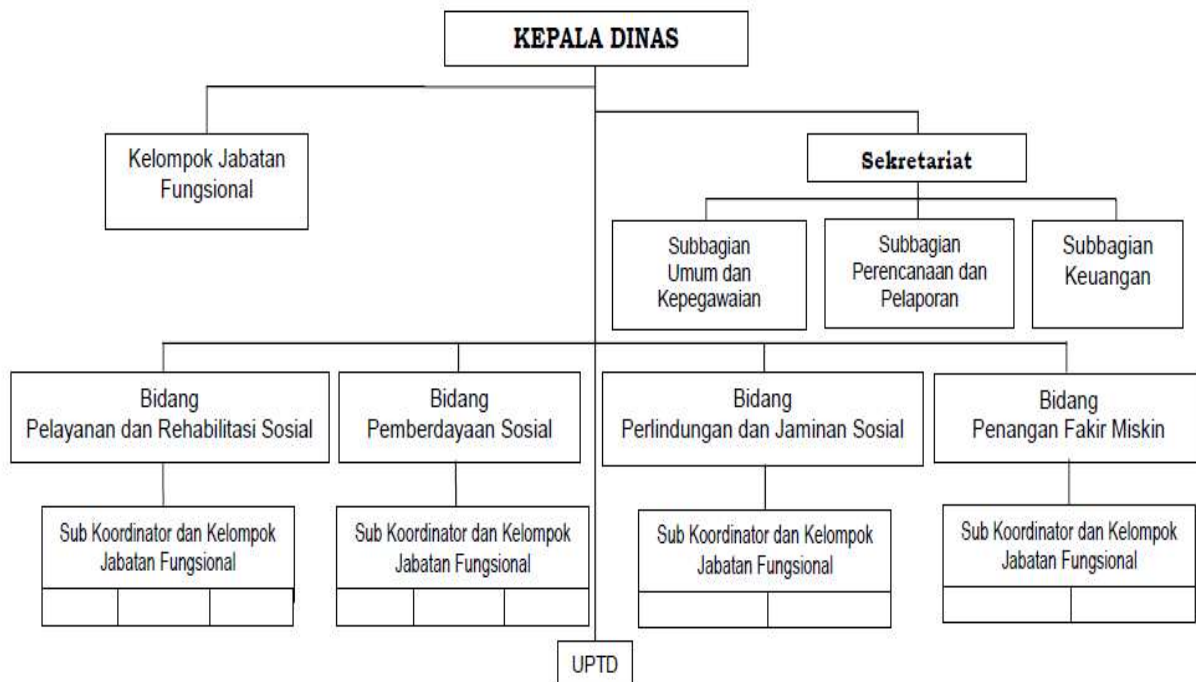 KEPALA DINAS
Kelompok Jabatan
Fungsional
Sekretariat
Subbagian
Umum dan
Kepegawaian
Subbagian
Perencanaan dan
Pelaporan
Subbagian
Keuangan
Bidang
Pelayanan dan Rehabilitasi Sosial
Bidang
Pemberdayaan Sosial
Bidang
Perlindungan dan Jaminan Sosial
Bidang
Penangan Fakir Miskin
Sub Koordinator dan Kelompok
Jabatan Fungsional
Sub Koordinator dan Kelompok
Jabatan Fungsional
Sub Koordinator dan Kelompok
Jabatan Fungsional
Sub Koordinator dan Kelompok
Jabatan Fungsional
UPTD